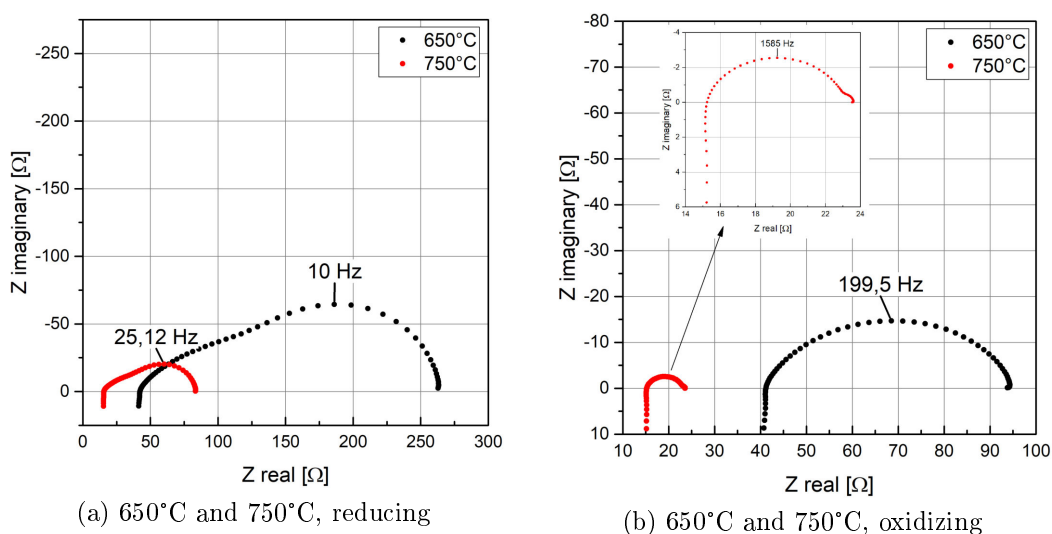 -250
-200
-150
-100
-50
0
0
50
100
150
200
250
300
Z imaginary [Ω]
Z real [Ω]
650°C
750°C
10 Hz
25,12 Hz
(a) 650°C and 750°C, reducing
-80
-70
-60
-50
-40
-30
-20
-10
0
10
10
20
30
40
50
60
70
80
90
100
Z imaginary [Ω]
Z real [Ω]
650°C
750°C
199,5 Hz
-4
-2
0
2
4
6
14
16
18
20
22
24
Z imaginary [Ω]
Z real [Ω]
1585 Hz
(b) 650°C and 750°C, oxidizing